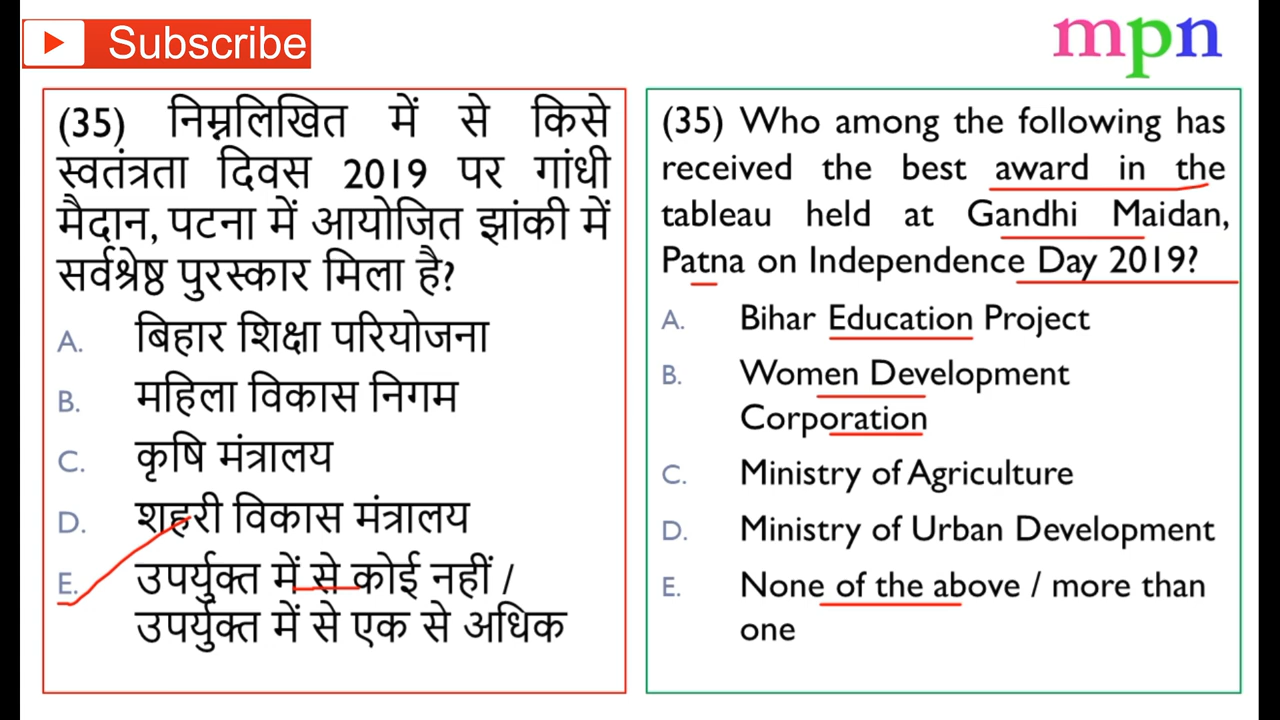 Subscribe
mpn
(35) निम्नलिखित में से किसे
स्वतंत्रता दिवस 2019 पर गांधी
मैदान, पटना में आयोजित झांकी में
सर्वश्रेष्ठ पुरस्कार मिला है?
A. बिहार शिक्षा परियोजना
B. महिला विकास निगम
C. कृषि मंत्रालय
D. शहरी विकास मंत्रालय
E. उपर्युक्त में से कोई नहीं /
उपर्युक्त में से एक से अधिक
(35) Who among the following has
received the best award in the
tableau held at Gandhi Maidan,
Patna on Independence Day 2019?
A. Bihar Education Project
B. Women Development
Corporation
C. Ministry of Agriculture
D. Ministry of Urban Development
E. None of the above / more than
one